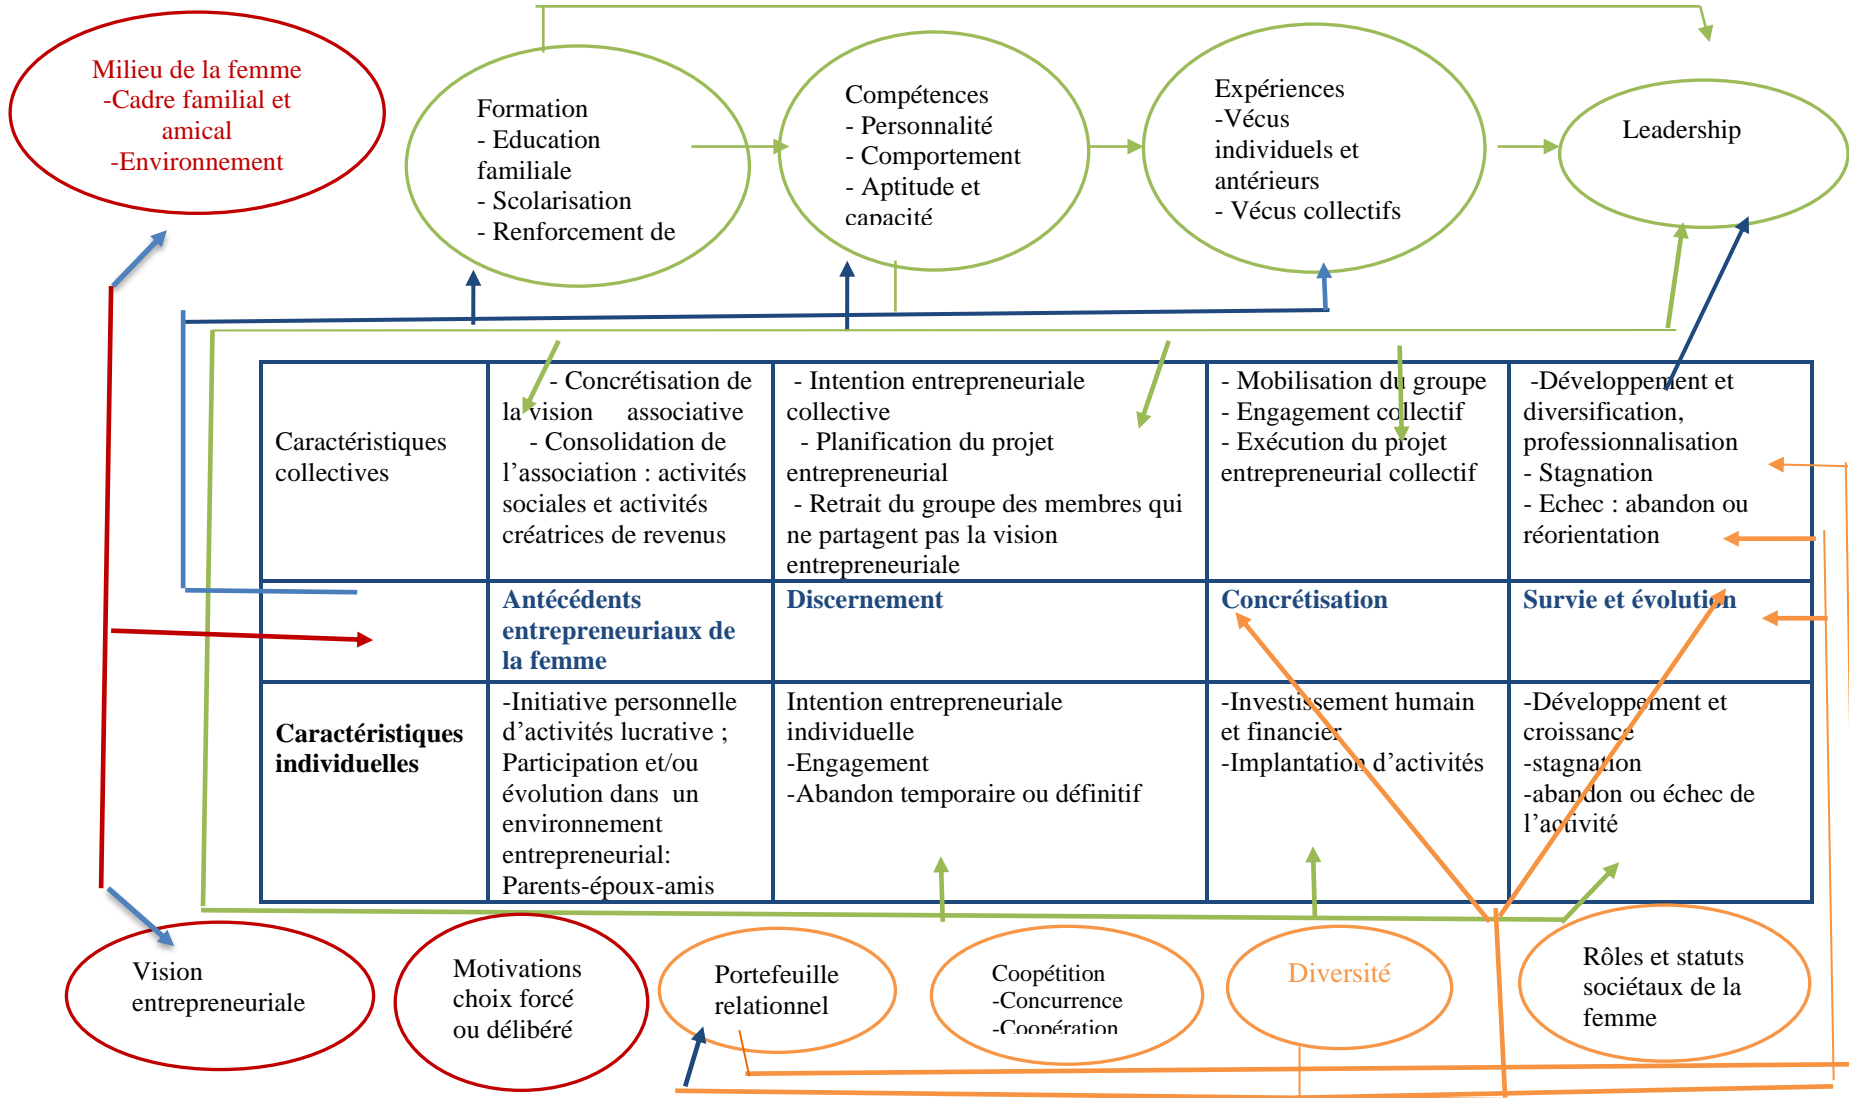 Milieu de la femme
-Cadre familial et
amical
-Environnement
Formation
- Education
familiale
- Scolarisation
- Renforcement de
Compétences
- Personnalité
- Comportement
- Aptitude et
capacité
Expériences
-Vécus
individuels et
antérieurs
- Vécus collectifs
Leadership
Caractéristiques
collectives
- Concrétisation de
la vision associative
- Consolidation de
l’association : activités
sociales et activités
créatrices de revenus
- Intention entrepreneuriale
collective
- Planification du projet
entrepreneurial
- Retrait du groupe des membres qui
ne partagent pas la vision
entrepreneuriale
- Mobilisation du groupe
- Engagement collectif
- Exécution du projet
entrepreneurial collectif
-Développement et
diversification,
professionnalisation
- Stagnation
- Echec : abandon ou
réorientation
Antécédents
entrepreneuriaux de
la femme
Discernement
Concrétisation
Survie et évolution
Caractéristiques
individuelles
-Initiative personnelle
d’activités lucrative ;
Participation et/ou
évolution dans un
environnement
entrepreneurial:
Parents-époux-amis
Intention entrepreneuriale
individuelle
-Engagement
-Abandon temporaire ou définitif
-Investissement humain
et financier
-Implantation d’activités
-Développement et
croissance
-stagnation
-abandon ou échec de
l’activité
Vision
entrepreneuriale
Motivations
choix forcé
ou délibéré
Portefeuille
relationnel
Coopétition
-Concurrence
-Coopération
Diversité
Rôles et statuts
sociétaux de la
femme